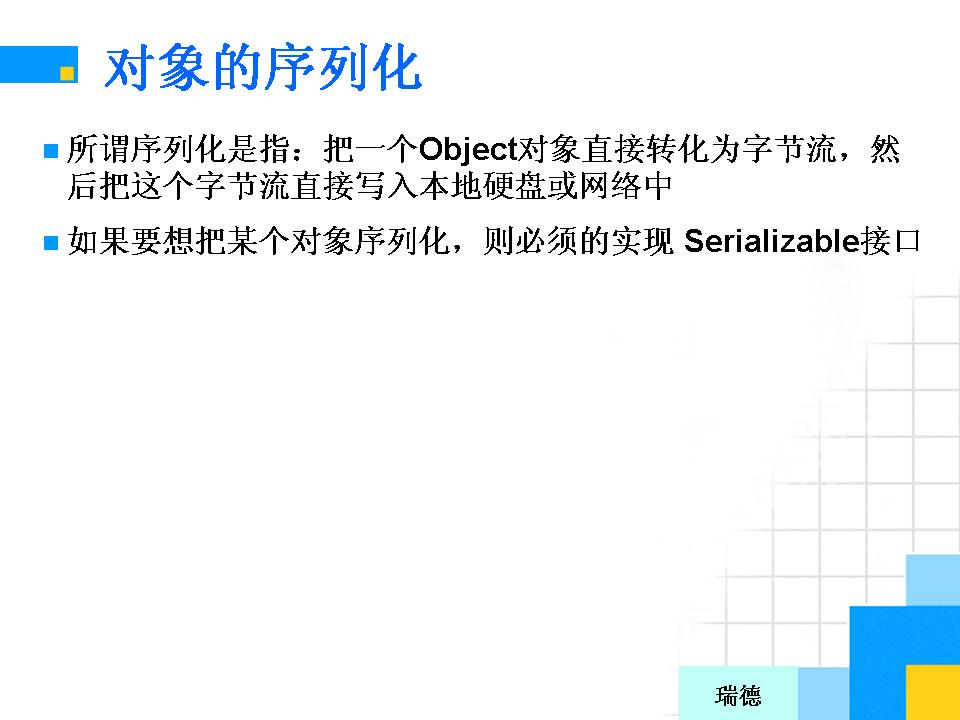 对象的序列化
所谓序列化是指：把一个Object对象直接转化为字节流，然
后把这个字节流直接写入本地硬盘或网络中
如果要想把某个对象序列化，则必须的实现 Serializable接口
瑞德